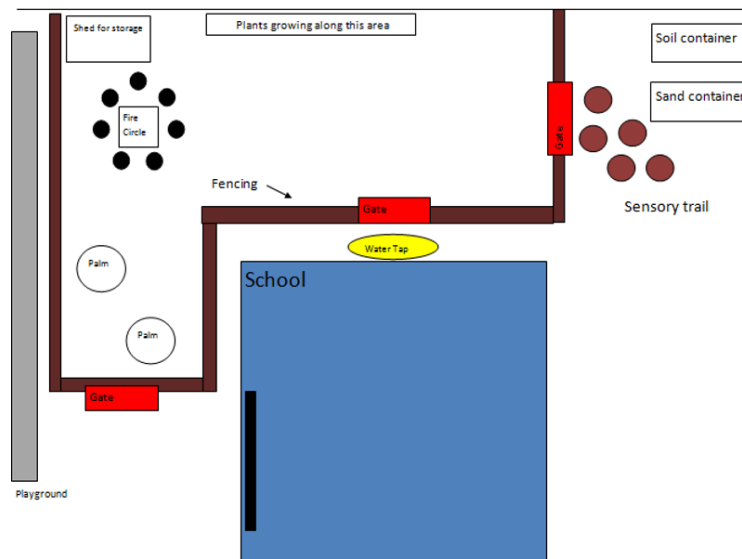 Shed for storage
Plants growing along this area
Soil container
Sand container
Fire
Circle
Gate
Fencing
Gate
Sensory trail
Water Tap
Palm
School
Palm
Gate
Playground